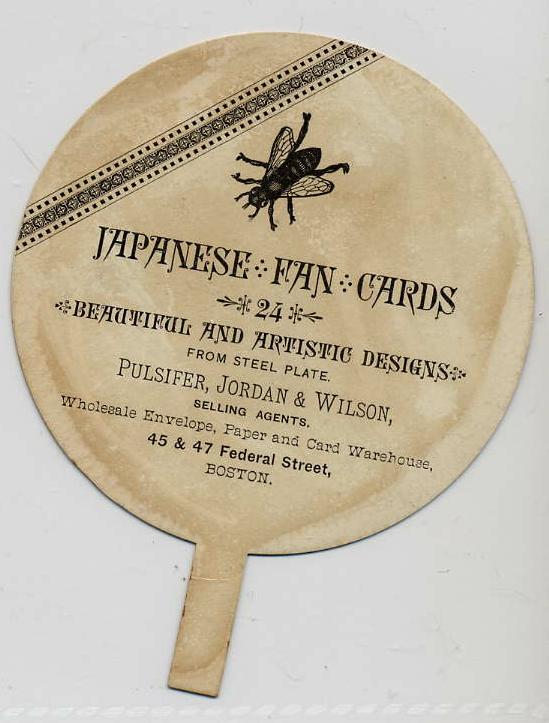 JAPANESE FAN CARDS
24
BEAUTIFUL AND ARTISTIC DESIGNS
FROM STEEL PLATE.
PULSIFER, JORDAN & WILSON,
SELLING AGENTS,
Wholesale Envelope, Paper and Card Warehouse,
45 & 47 Federal Street,
BOSTON.